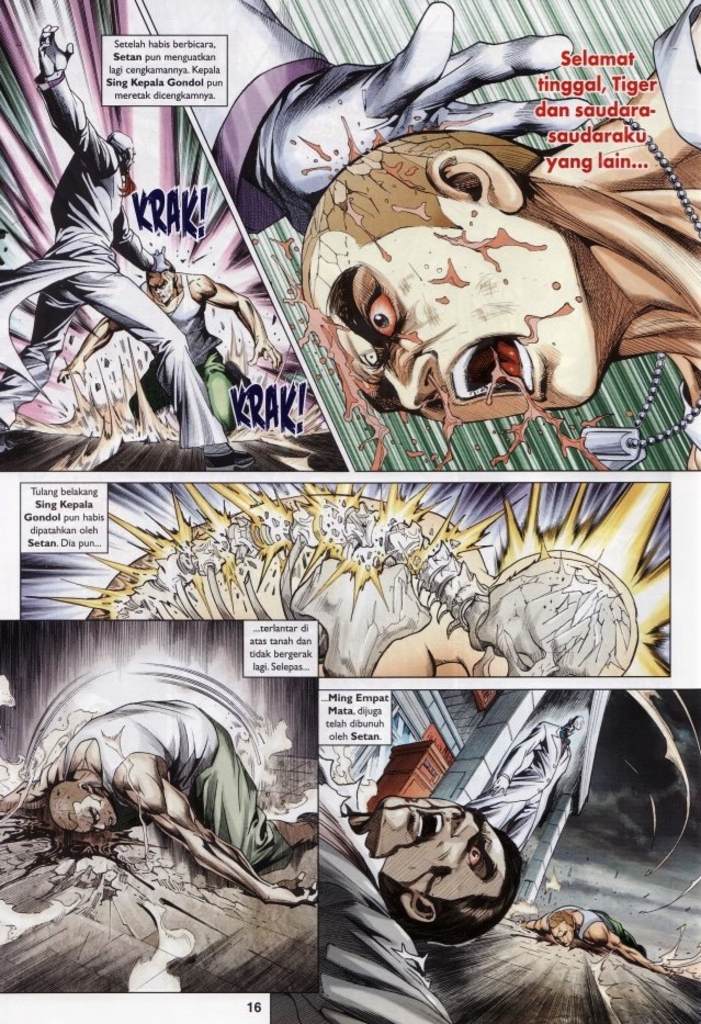 Setelah habis berbicara,
Setan pun menguatkan
lagi cengkamannya. Kepala
Sing Kepala Gondol pun
meretak dicengkamnya.
Selamat
tinggal, Tiger
dan saudara-
saudaraku
yang lain...
KRAK!
KRAK!
Tulang belakang
Sing Kepala
Gondol pun habis
dipatahkan oleh
Setan. Dia pun...
...terlantar di
atas tanah dan
tidak bergerak
lagi. Selepas...
...Ming Empat
Mata, dijuga
telah dibunuh
oleh Setan.
16